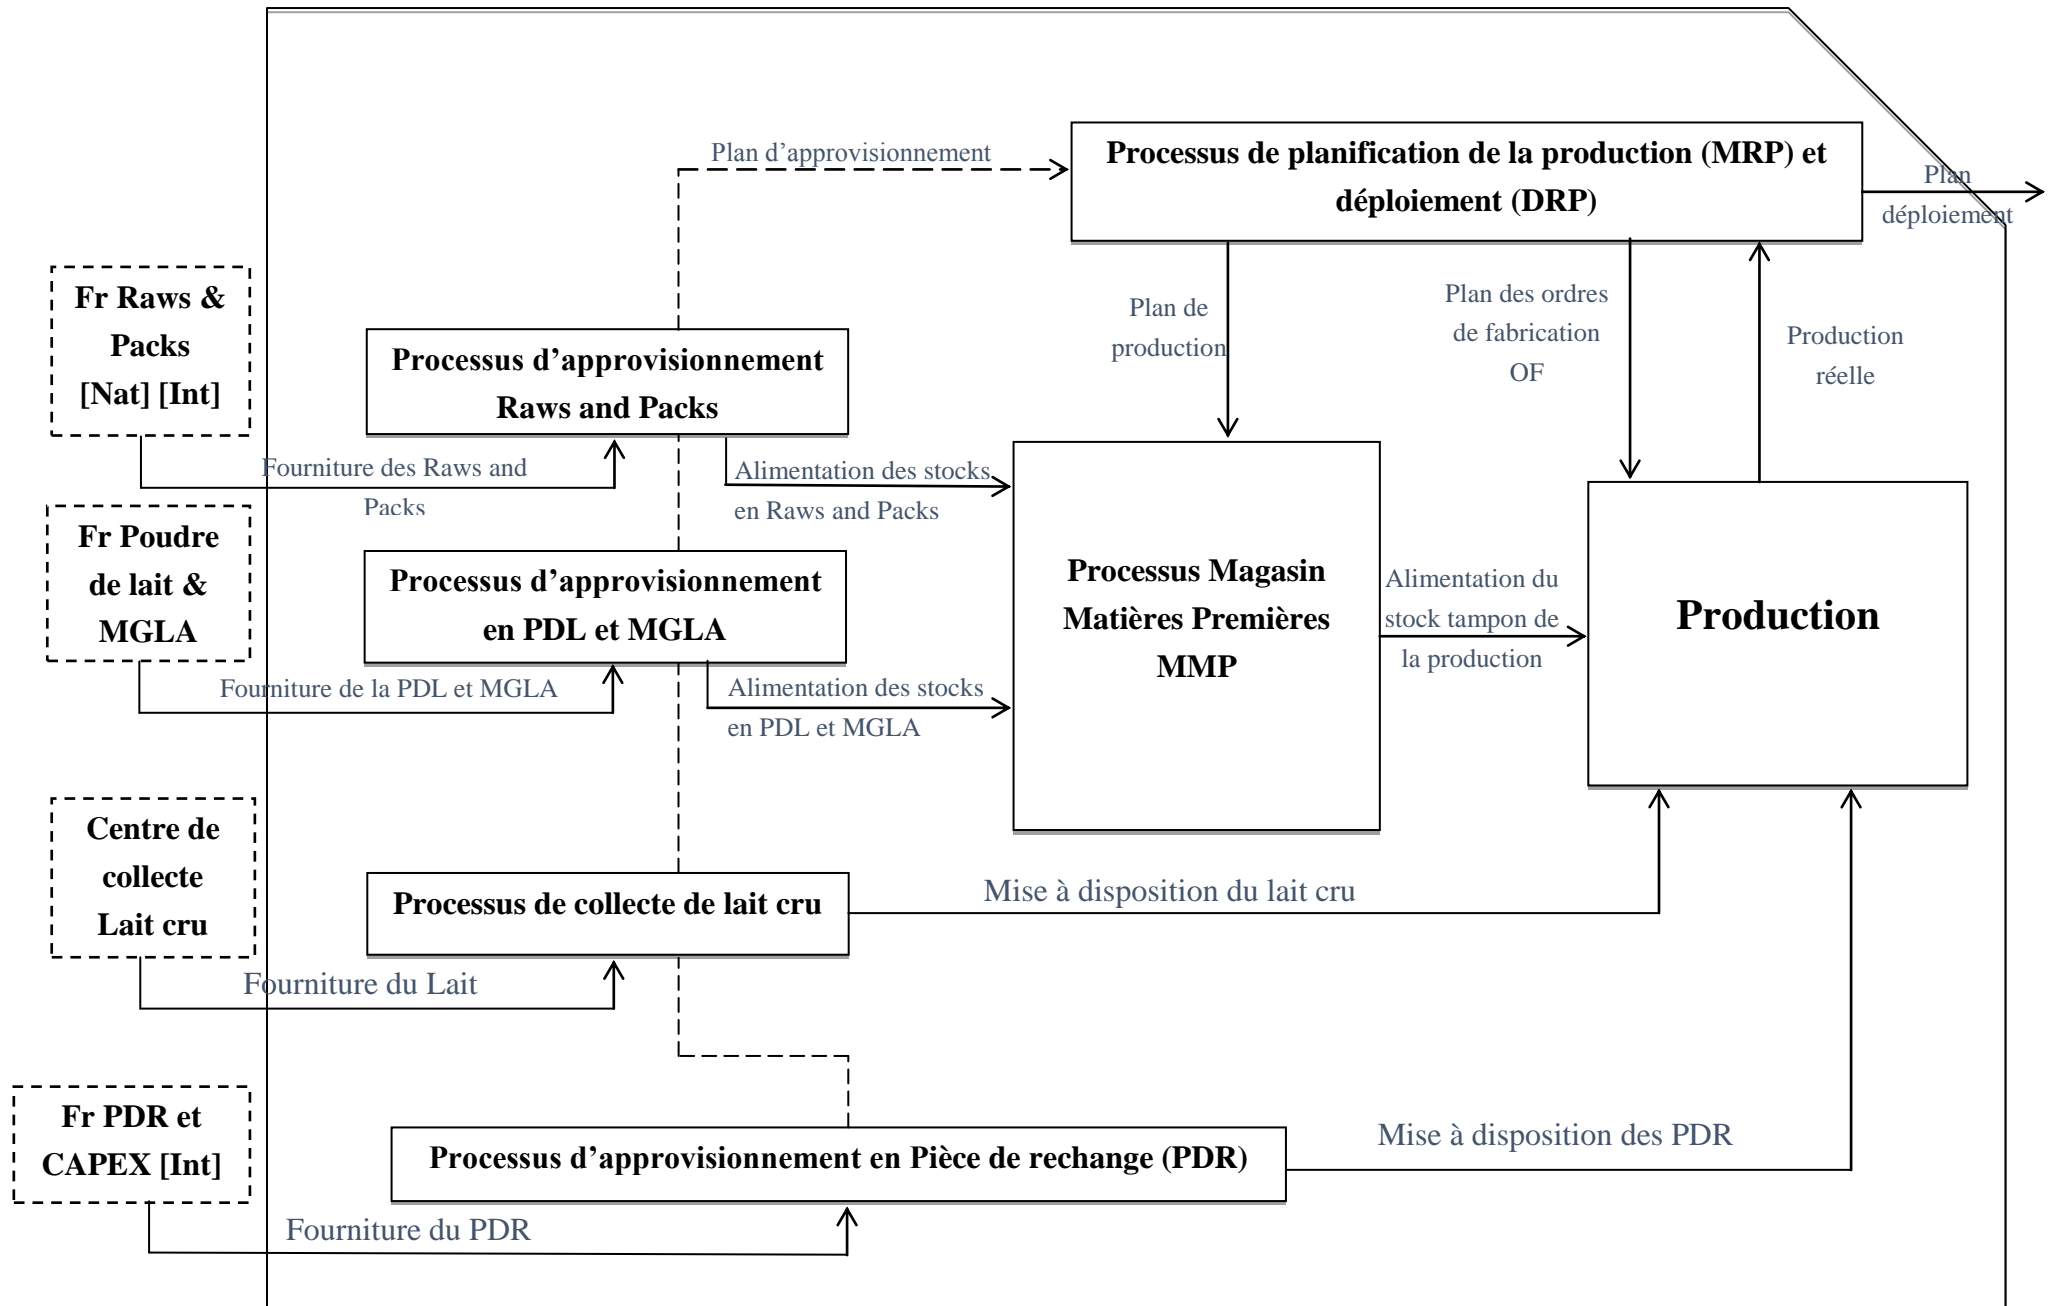 Plan d’approvisionnement
Processus de planification de la production (MRP) et
déploiement (DRP)
Plan
déploiement
Fr Raws &
Packs
[Nat] [Int]
Plan de
production
Plan des ordres
de fabrication
OF
Production
réelle
Processus d’approvisionnement
Raws and Packs
Fourniture des Raws and
Packs
Alimentation des stocks
en Raws and Packs
Fr Poudre
de lait &
MGLA
Processus d’approvisionnement
en PDL et MGLA
Processus Magasin
Matières Premières
MMP
Alimentation du
stock tampon de
la production
Production
Fourniture de la PDL et MGLA
Alimentation des stocks
en PDL et MGLA
Centre de
collecte
Lait cru
Processus de collecte de lait cru
Mise à disposition du lait cru
Fourniture du Lait
Fr PDR et
CAPEX [Int]
Processus d’approvisionnement en Pièce de rechange (PDR)
Mise à disposition des PDR
Fourniture du PDR